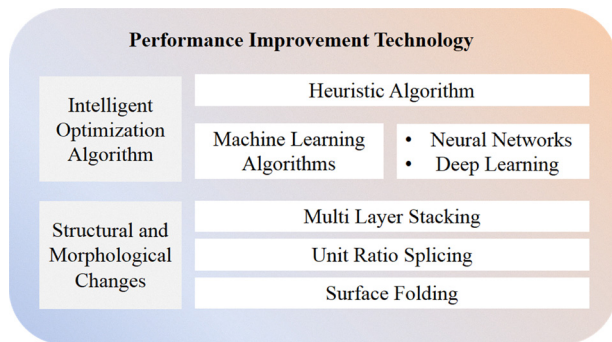 Performance Improvement Technology
Intelligent
Optimization
Algorithm
Heuristic Algorithm
Machine Learning
Algorithms
• Neural Networks
• Deep Learning
Structural and
Morphological
Changes
Multi Layer Stacking
Unit Ratio Splicing
Surface Folding